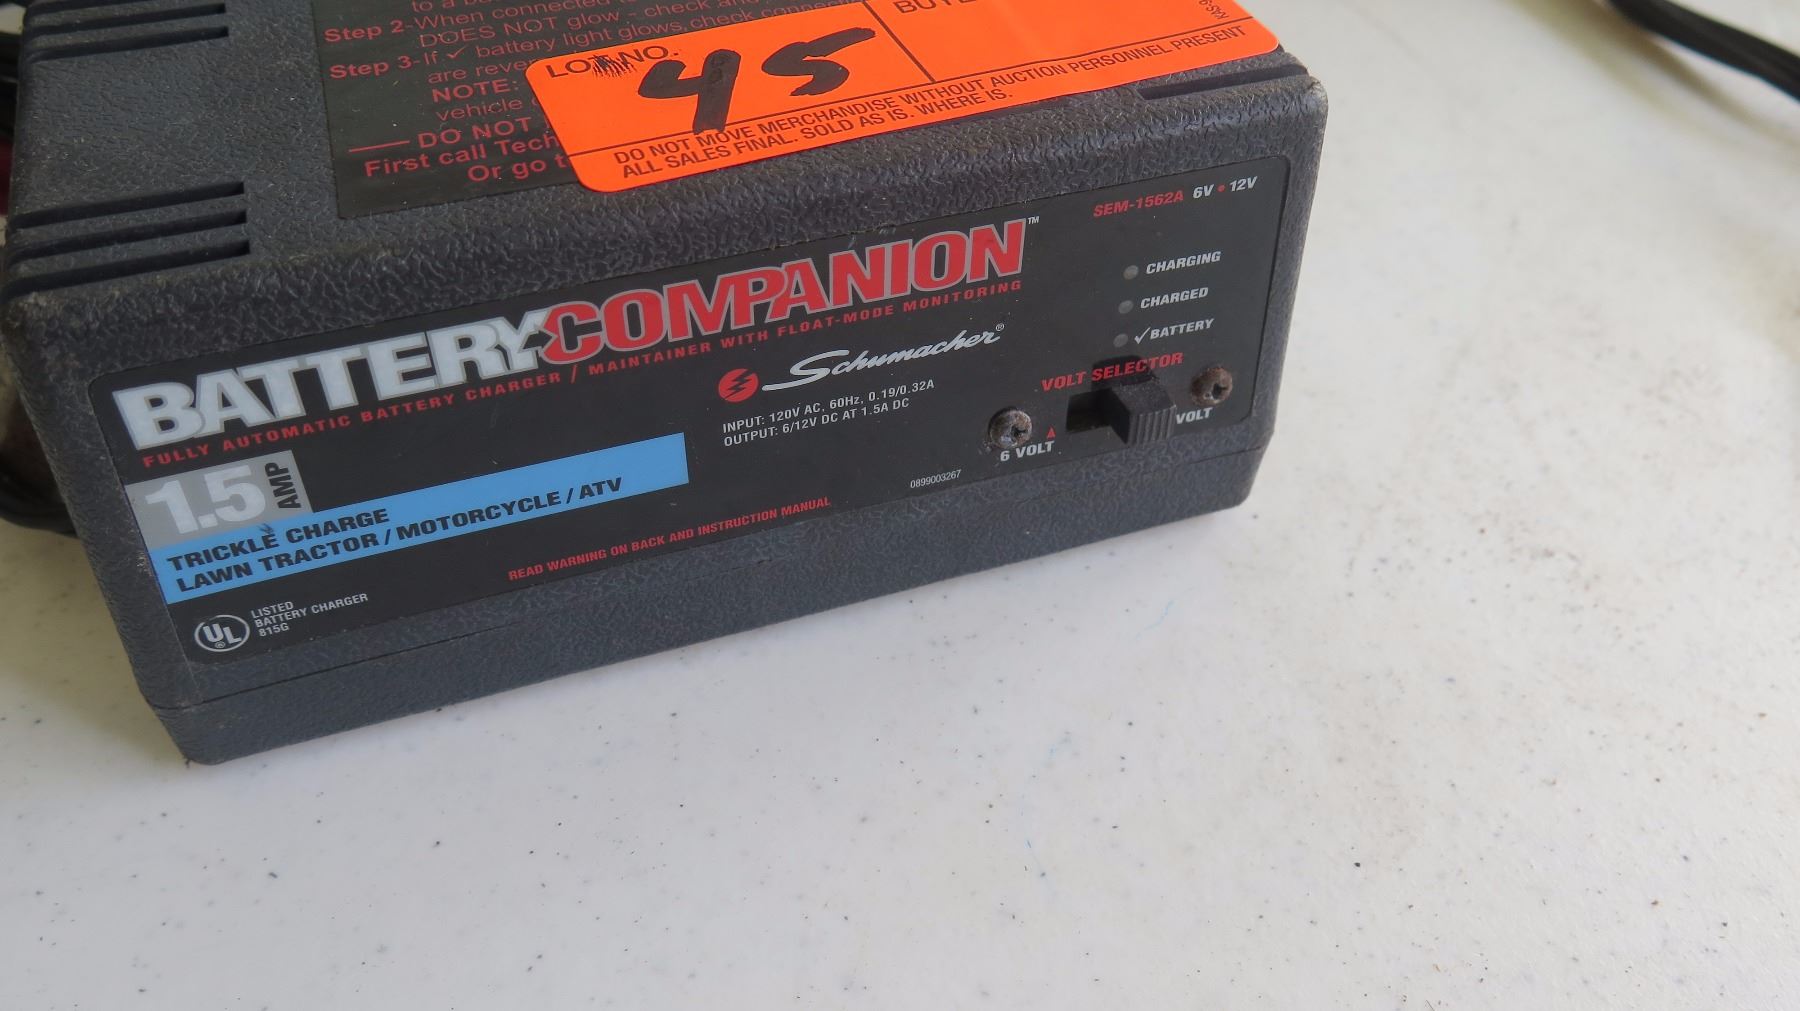 to a b
Step 2-When connected t
DOES NOT glow - check and
Step 3-If ✓ battery light glows, check connec
are rever
NOTE:
vehicle
DO NOT
First call Tech
Or go t
LOT NO. 45
BUYE
DO NOT MOVE MERCHANDISE WITHOUT AUCTION PERSONNEL PRESENT
ALL SALES FINAL. SOLD AS IS. WHERE IS.
SEM-1562A 6V • 12V
BATTERY COMPANION™
FULLY AUTOMATIC BATTERY CHARGER / MAINTAINER WITH FLOAT-MODE MONITORING
Schumacher®
INPUT: 120V AC, 60Hz, 0.19/0.32A
OUTPUT: 6/12V DC AT 1.5A DC
CHARGING
CHARGED
✓BATTERY
VOLT SELECTOR
6 VOLT
VOLT
0899003267
1.5 AMP
TRICKLE CHARGE
LAWN TRACTOR / MOTORCYCLE / ATV
READ WARNING ON BACK AND INSTRUCTION MANUAL
UL®
LISTED
BATTERY CHARGER
815G